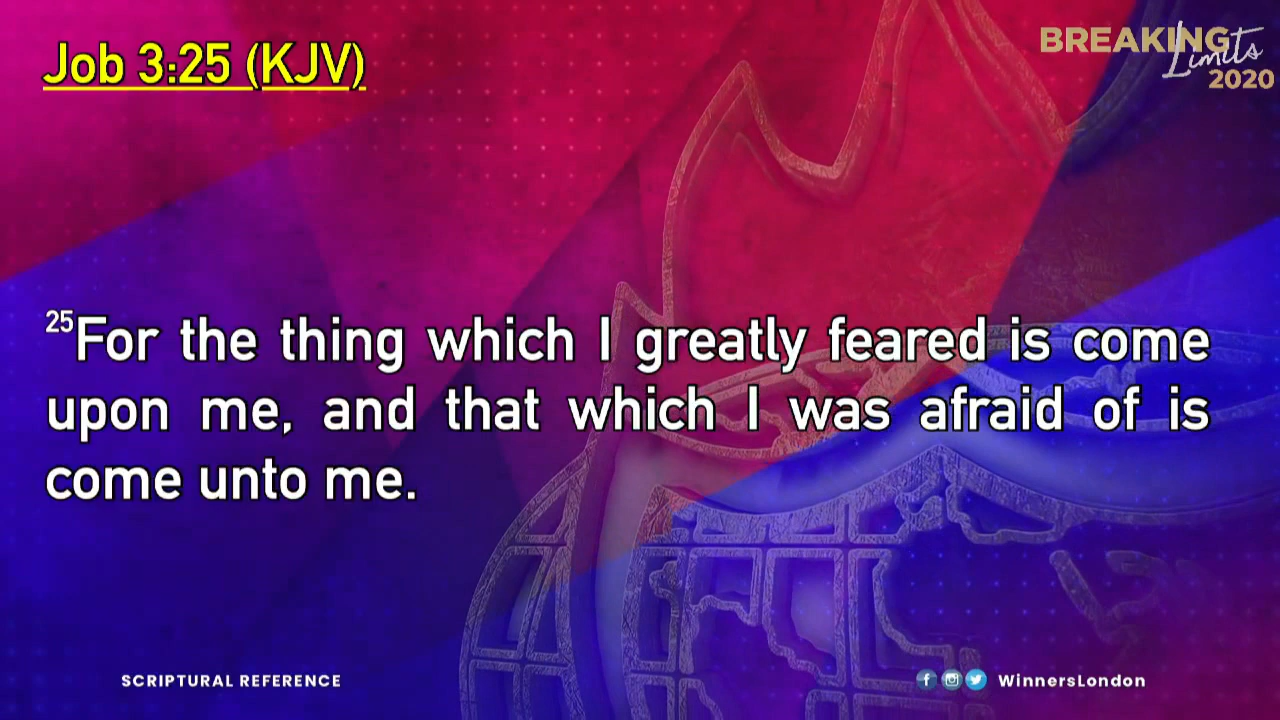 Job 3:25 (KJV)
BREAKING
Limits
2020
25For the thing which I greatly feared is come
upon me, and that which I was afraid of is
come unto me.
SCRIPTURAL REFERENCE
WinnersLondon